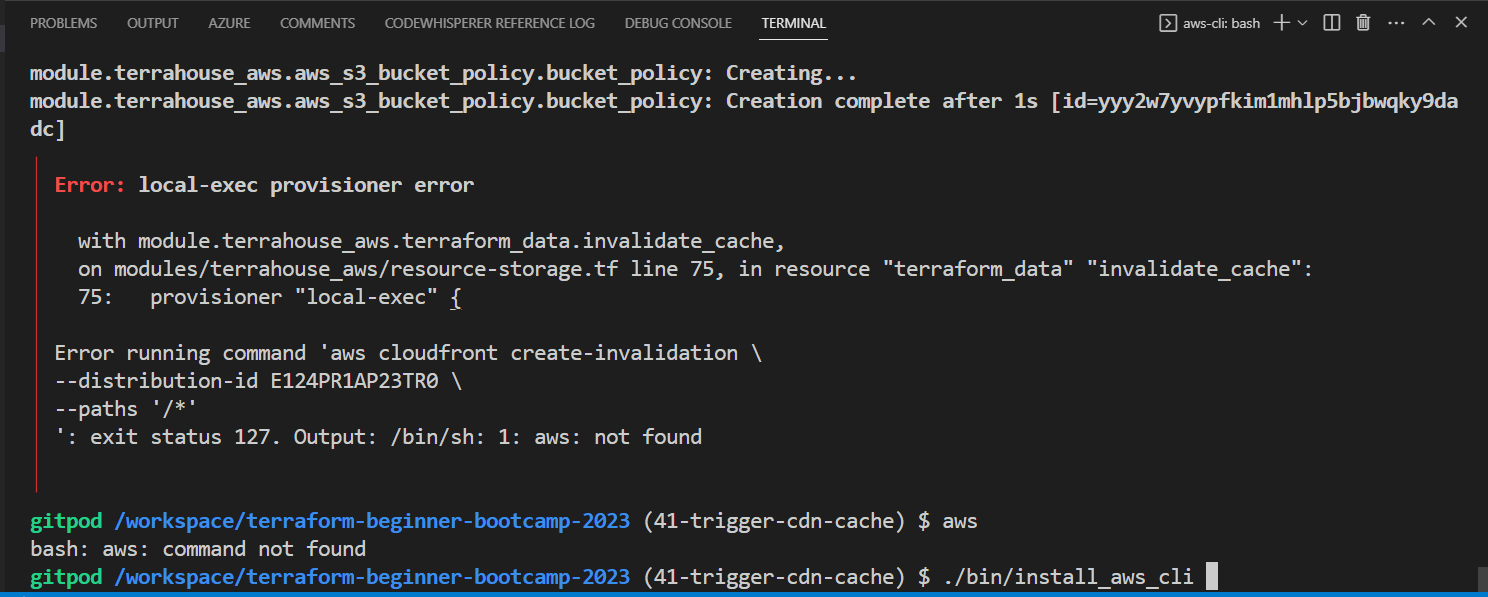 PROBLEMS OUTPUT AZURE COMMENTS CODEWHISPERER REFERENCE LOG DEBUG CONSOLE TERMINAL aws-cli: bash
module.terrahouse_aws.aws_s3_bucket_policy.bucket_policy: Creating...
module.terrahouse_aws.aws_s3_bucket_policy.bucket_policy: Creation complete after 1s [id=yyy2w7yvypfkim1mhlp5bjbwqky9da
dc]
Error: local-exec provisioner error
with module.terrahouse_aws.terraform_data.invalidate_cache,
on modules/terrahouse_aws/resource-storage.tf line 75, in resource "terraform_data" "invalidate_cache":
75:   provisioner "local-exec" {
Error running command 'aws cloudfront create-invalidation \
--distribution-id E124PR1AP23TR0 \
--paths '/*'
': exit status 127. Output: /bin/sh: 1: aws: not found
gitpod /workspace/terraform-beginner-bootcamp-2023 (41-trigger-cdn-cache) $ aws
bash: aws: command not found
gitpod /workspace/terraform-beginner-bootcamp-2023 (41-trigger-cdn-cache) $ ./bin/install_aws_cli